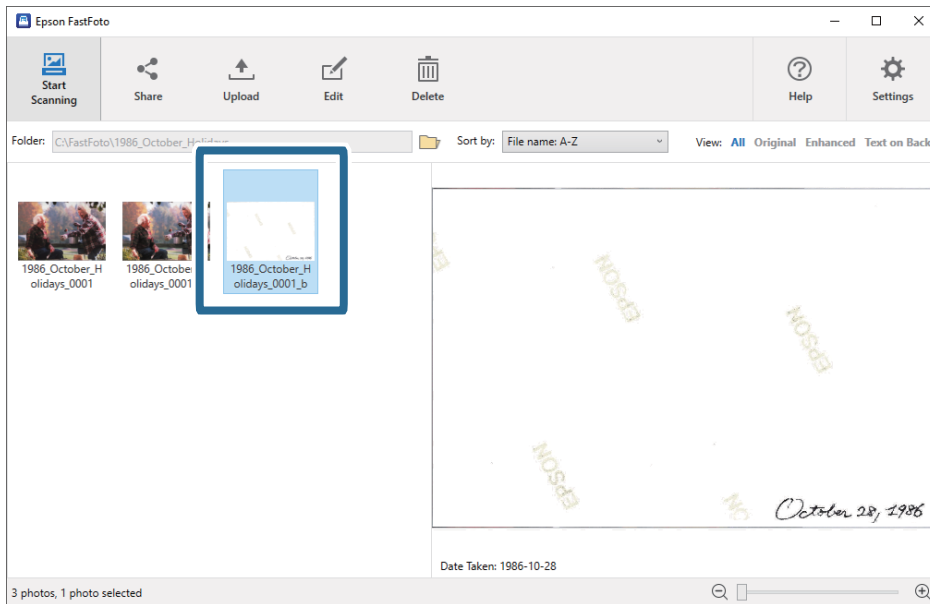 Epson FastFoto
Start Scanning
Share
Upload
Edit
Delete
Help
Settings
Folder: C:\FastFoto\1986_October_Holidays
Sort by: File name: A-Z
View: All Original Enhanced Text on Back
1986_October_H
olidays_0001
1986_October
olidays_0001
1986_October_H
olidays_0001_b
EPSON
EPSON
EPSON
EPSON
ON
October 28, 1986
Date Taken: 1986-10-28
3 photos, 1 photo selected